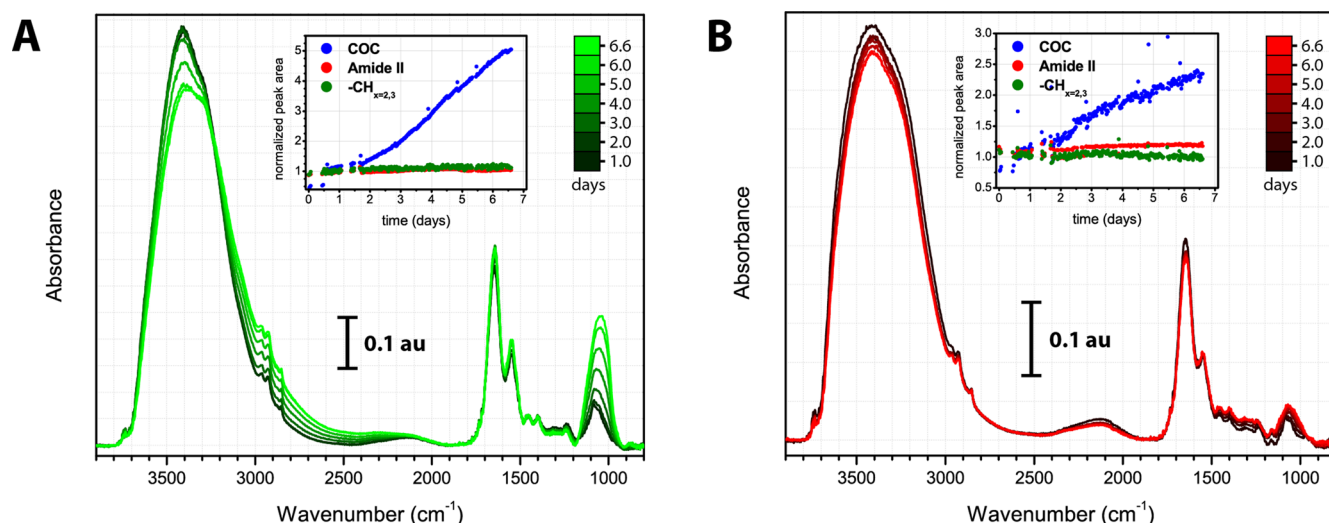 A
COC
Amide II
-CHx=2,3
normalized peak area
5
4
3
2
1
0 1 2 3 4 5 6 7
time (days)
6.6
6.0
5.0
4.0
3.0
2.0
1.0
days
Absorbance
0.1 au
3500 3000 2500 2000 1500 1000
Wavenumber (cm-1)
B
COC
Amide II
-CHx=2,3
normalized peak area
3.0
2.5
2.0
1.5
1.0
0.5
0 1 2 3 4 5 6 7
time (days)
6.6
6.0
5.0
4.0
3.0
2.0
1.0
days
Absorbance
0.1 au
3500 3000 2500 2000 1500 1000
Wavenumber (cm-1)